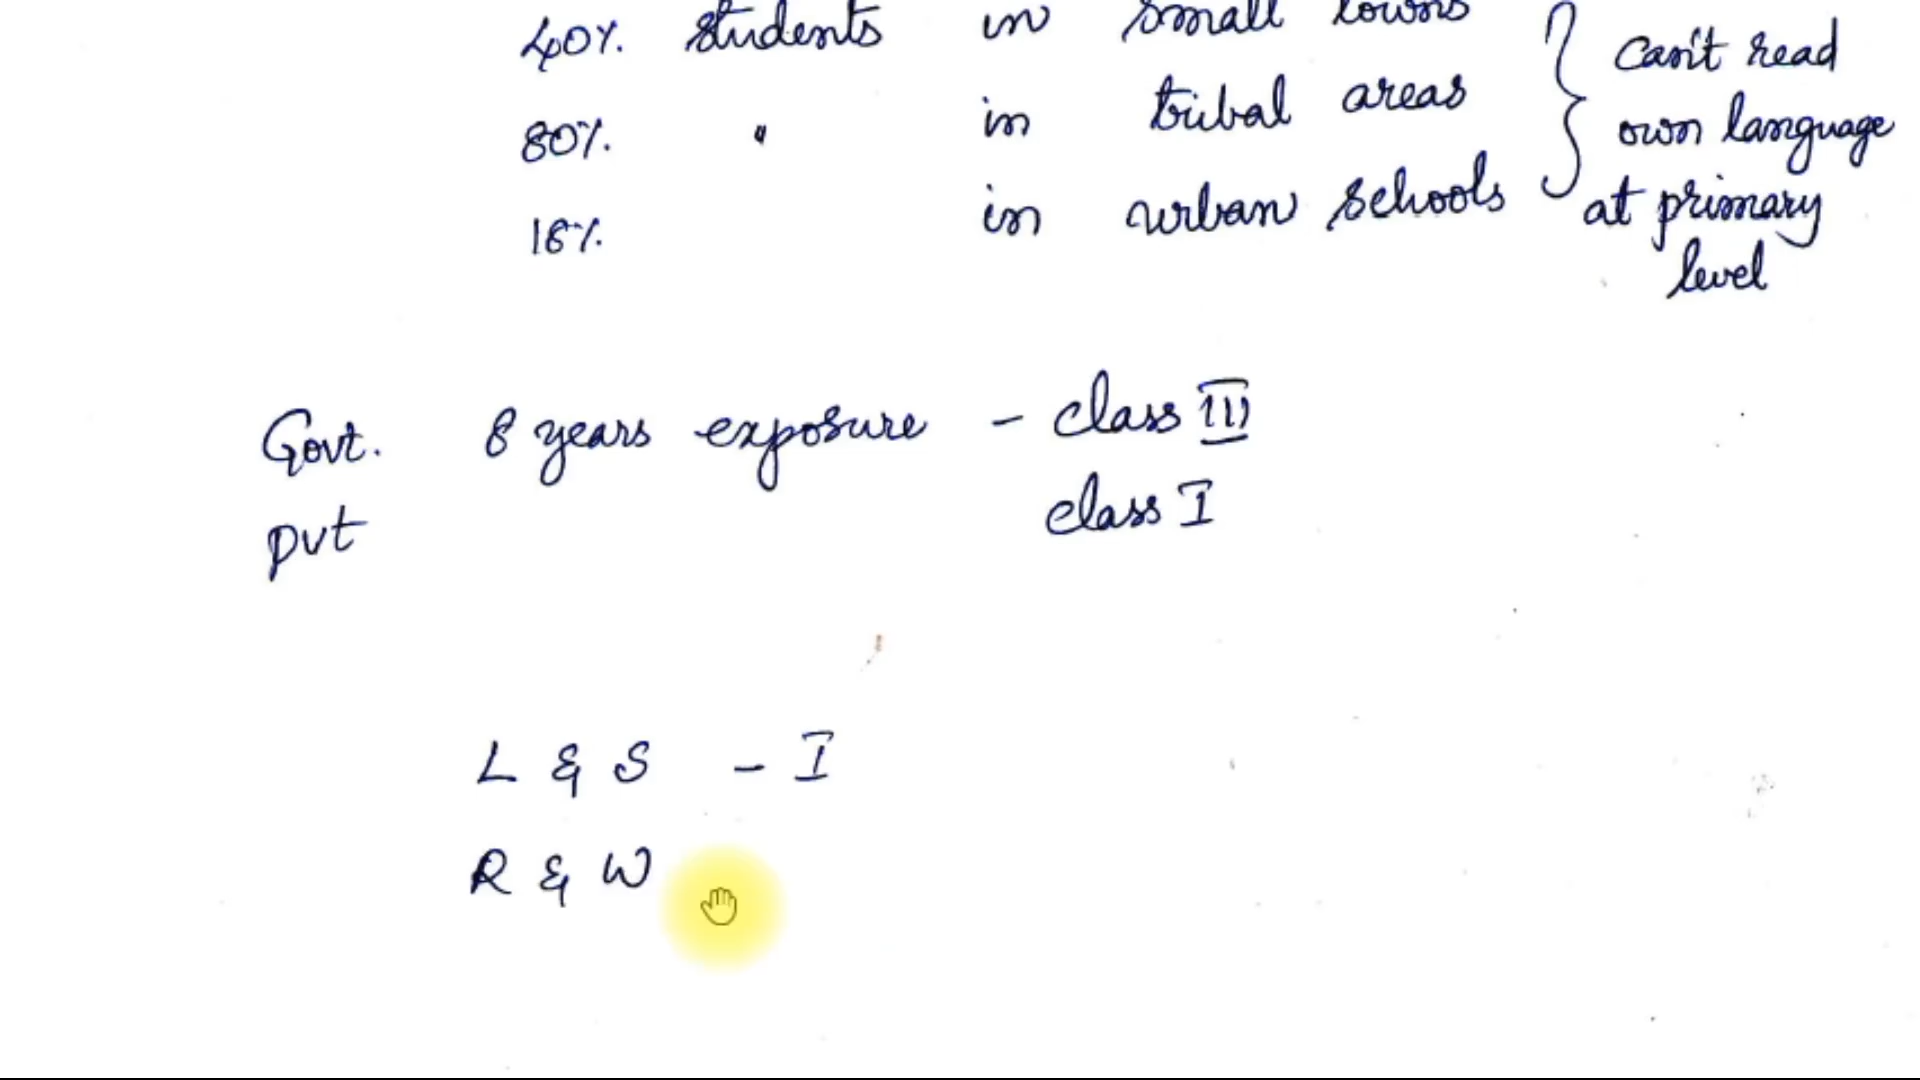 40% students in small towns
80% " in tribal areas
18% in urban schools
can't read
own language
at primary
level
Govt. 8 years exposure - class III
pvt class I
L & S - I
R & W